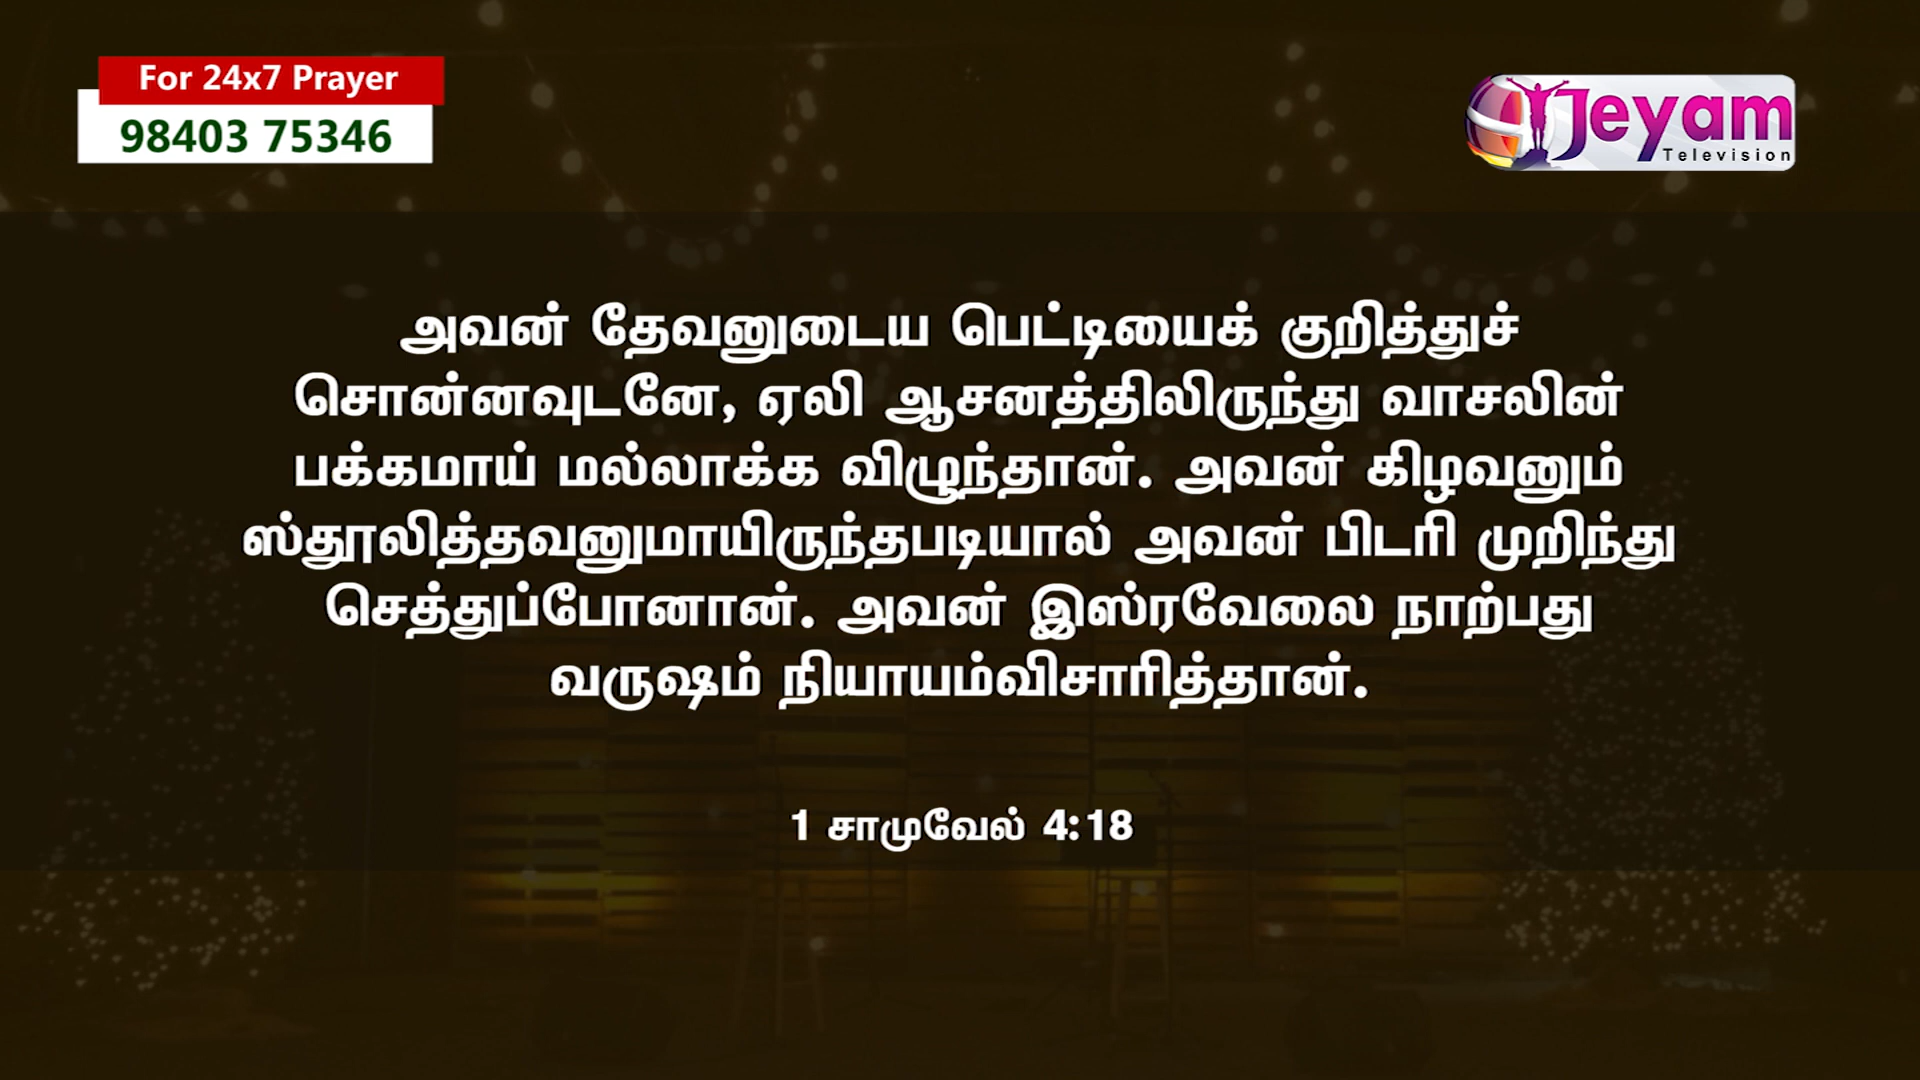 For 24x7 Prayer
98403 75346
Jeyam
Television
அவன் தேவனுடைய பெட்டியைக் குறித்துச்
சொன்னவுடனே, ஏலி ஆசனத்திலிருந்து வாசலின்
பக்கமாய் மல்லாக்க விழுந்தான். அவன் கிழவனும்
ஸ்தூலித்தவனுமாயிருந்தபடியால் அவன் பிடரி முறிந்து
செத்துப்போனான். அவன் இஸ்ரவேலை நாற்பது
வருஷம் நியாயம்விசாரித்தான்.
1 சாமுவேல் 4:18